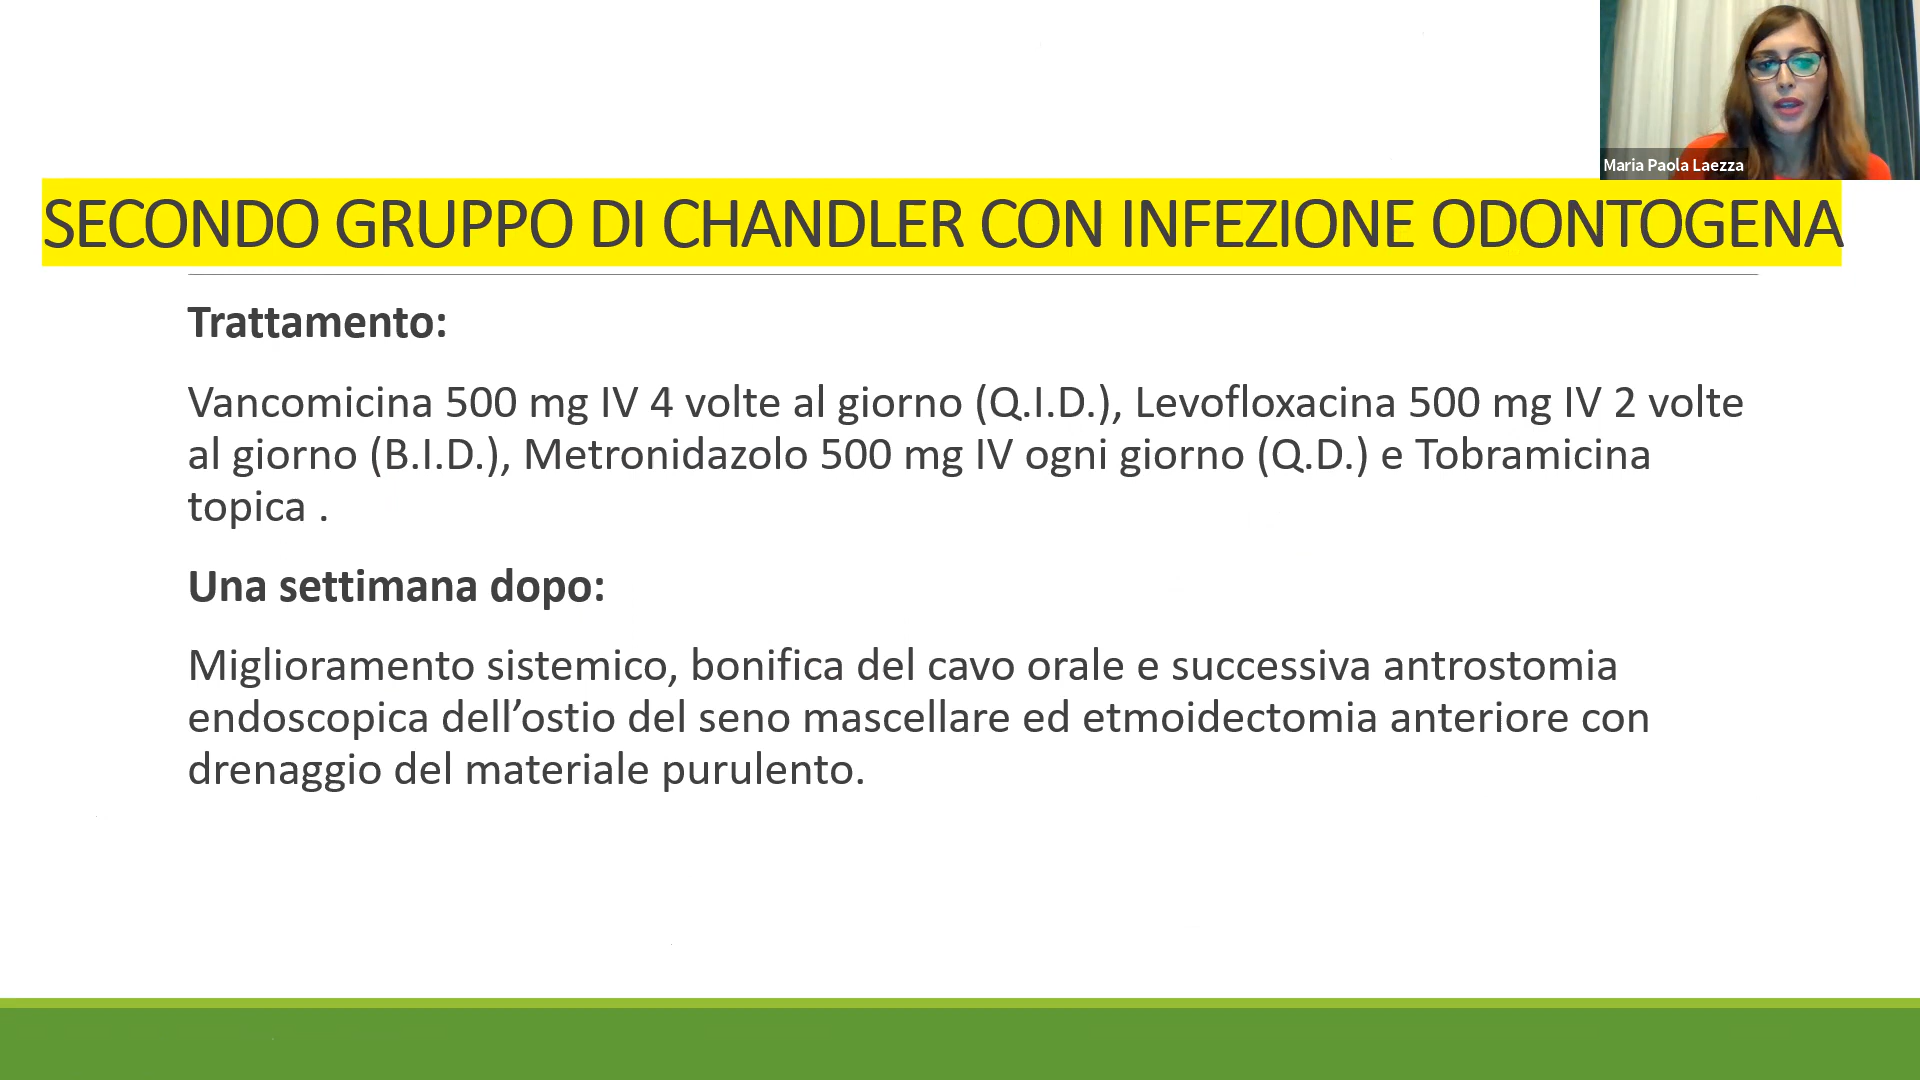 Maria Paola Laezza
SECONDO GRUPPO DI CHANDLER CON INFEZIONE ODONTOGENA
Trattamento:
Vancomicina 500 mg IV 4 volte al giorno (Q.I.D.), Levofloxacina 500 mg IV 2 volte
al giorno (B.I.D.), Metronidazolo 500 mg IV ogni giorno (Q.D.) e Tobramicina
topica .
Una settimana dopo:
Miglioramento sistemico, bonifica del cavo orale e successiva antrostomia
endoscopica dell’ostio del seno mascellare ed etmoidectomia anteriore con
drenaggio del materiale purulento.